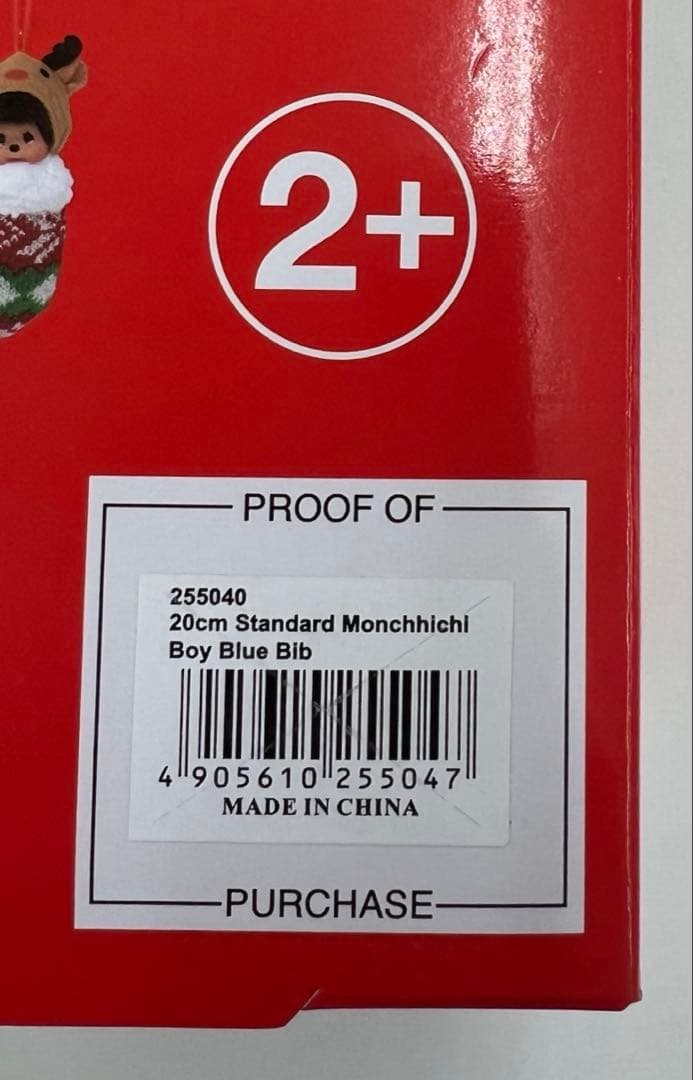 2+
PROOF OF
255040
20cm Standard Monchhichi
Boy Blue Bib
4 905610 255047
MADE IN CHINA
PURCHASE